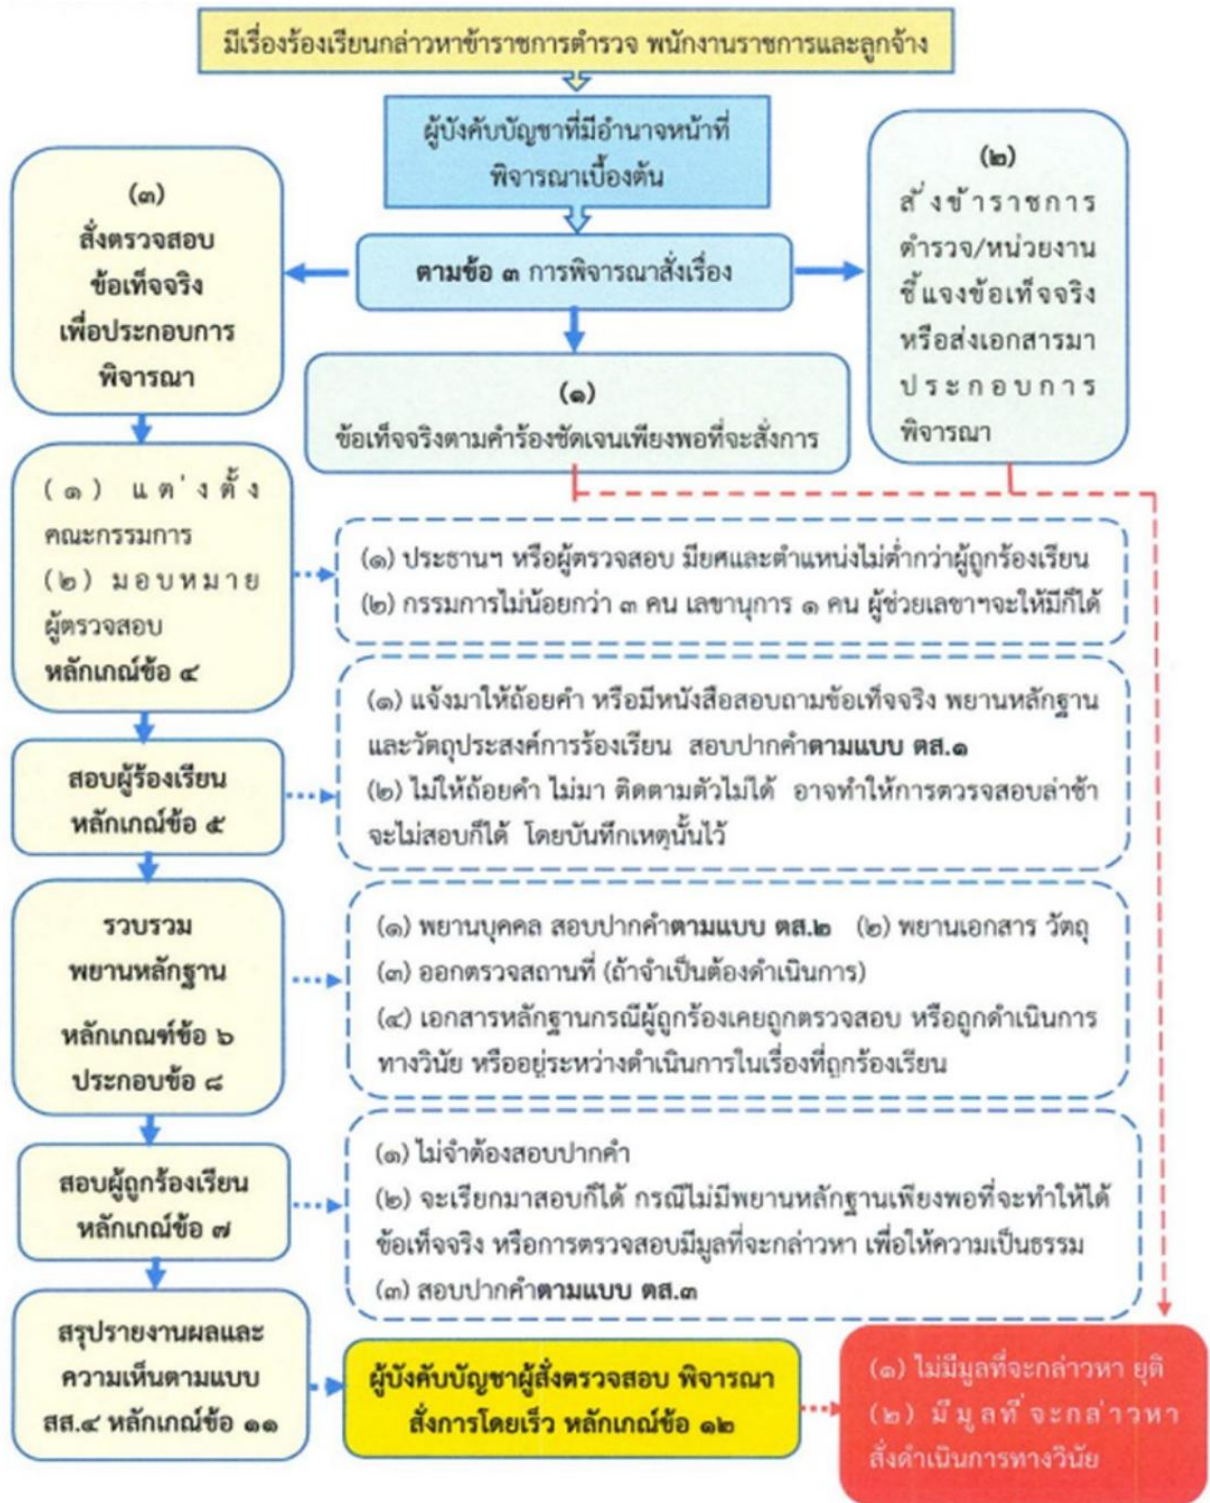 มีเรื่องร้องเรียนกล่าวหาข้าราชการตำรวจ พนักงานราชการและลูกจ้าง
ผู้บังคับบัญชาที่มีอำนาจหน้าที่
พิจารณาเบื้องต้น
ตามข้อ ๓ การพิจารณาสั่งเรื่อง
(๓)
สั่งตรวจสอบ
ข้อเท็จจริง
เพื่อประกอบการ
พิจารณา
(๑)
ข้อเท็จจริงตามคำร้องชัดเจนเพียงพอที่จะสั่งการ
(๒)
สั่งข้าราชการ
ตำรวจ/หน่วยงาน
ชี้แจงข้อเท็จจริง
หรือส่งเอกสารมา
ประกอบการ
พิจารณา
(๑) แต่งตั้ง
คณะกรรมการ
(๒) มอบหมาย
ผู้ตรวจสอบ
หลักเกณ์ข้อ ๔
(๑) ประธานฯ หรือผู้ตรวจสอบ มียศและตำแหน่งไม่ต่ำกว่าผู้ถูกร้องเรียน
(๒) กรรมการไม่น้อยกว่า ๓ คน เลขานุการ ๑ คน ผู้ช่วยเลขาฯจะให้มีก็ได้
สอบผู้ร้องเรียน
หลักเกณ์ข้อ ๕
(๑) แจ้งมาให้ถ้อยคำ หรือมีหนังสือสอบถามข้อเท็จจริง พยานหลักฐาน
และวัตถุประสงค์การร้องเรียน สอบปากคำตามแบบ ตส.๑
(๒) ไม่ให้ถ้อยคำ ไม่มา ติดตามตัวไม่ได้ อาจทำให้การตวรจสอบล่าช้า
จะไม่สอบก็ได้ โดยบันทึกเหตุนั้นไว้
รวบรวม
พยานหลักฐาน
หลักเกณฑ์ข้อ ๖
ประกอบข้อ ๘
(๑) พยานบุคคล สอบปากคำตามแบบ ตส.๒ (๒) พยานเอกสาร วัตถุ
(๓) ออกตรวจสถานที่ (ถ้าจำเป็นต้องดำเนินการ)
(๔) เอกสารหลักฐานกรณีผู้ถูกร้องเคยถูกตรวจสอบ หรือถูกดำเนินการ
ทางวินัย หรืออยู่ระหว่างดำเนินการในเรื่องที่ถูกร้องเรียน
สอบผู้ถูกร้องเรียน
หลักเกณ์ข้อ ๗
(๑) ไม่จำต้องสอบปากคำ
(๒) จะเรียกมาสอบก็ได้ กรณีไม่มีพยานหลักฐานเพียงพอที่จะทำให้ได้
ข้อเท็จจริง หรือการตรวจสอบมีมูลที่จะกล่าวหา เพื่อให้ความเป็นธรรม
(๓) สอบปากคำตามแบบ ตส.๓
สรุปรายงานผลและ
ความเห็นตามแบบ
สส.๔ หลักเกณ์ข้อ ๑๑
ผู้บังคับบัญชาผู้สั่งตรวจสอบ พิจารณา
สั่งการโดยเร็ว หลักเกณ์ข้อ ๑๒
(๑) ไม่มีมูลที่จะกล่าวหา ยุติ
(๒) มีมูลที่จะกล่าวหา
สั่งดำเนินการทางวินัย